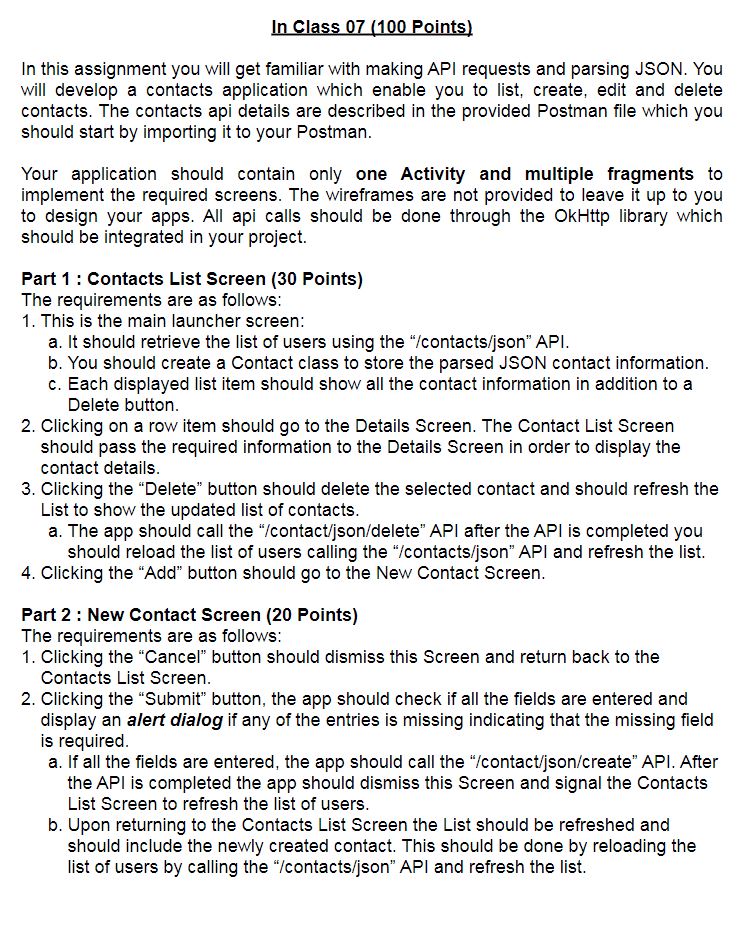 In Class 07 (100 Points)
In this assignment you will get familiar with making API requests and parsing JSON. You
will develop a contacts application which enable you to list, create, edit and delete
contacts. The contacts api details are described in the provided Postman file which you
should start by importing it to your Postman.
Your application should contain only one Activity and multiple fragments to
implement the required screens. The wireframes are not provided to leave it up to you
to design your apps. All api calls should be done through the OkHttp library which
should be integrated in your project.
Part 1 : Contacts List Screen (30 Points)
The requirements are as follows:
1. This is the main launcher screen:
a. It should retrieve the list of users using the “/contacts/json” API.
b. You should create a Contact class to store the parsed JSON contact information.
c. Each displayed list item should show all the contact information in addition to a
Delete button.
2. Clicking on a row item should go to the Details Screen. The Contact List Screen
should pass the required information to the Details Screen in order to display the
contact details.
3. Clicking the “Delete” button should delete the selected contact and should refresh the
List to show the updated list of contacts.
a. The app should call the “/contact/json/delete” API after the API is completed you
should reload the list of users calling the “/contacts/json” API and refresh the list.
4. Clicking the “Add” button should go to the New Contact Screen.
Part 2 : New Contact Screen (20 Points)
The requirements are as follows:
1. Clicking the “Cancel” button should dismiss this Screen and return back to the
Contacts List Screen.
2. Clicking the “Submit” button, the app should check if all the fields are entered and
display an alert dialog if any of the entries is missing indicating that the missing field
is required.
a. If all the fields are entered, the app should call the “/contact/json/create” API. After
the API is completed the app should dismiss this Screen and signal the Contacts
List Screen to refresh the list of users.
b. Upon returning to the Contacts List Screen the List should be refreshed and
should include the newly created contact. This should be done by reloading the
list of users by calling the “/contacts/json” API and refresh the list.